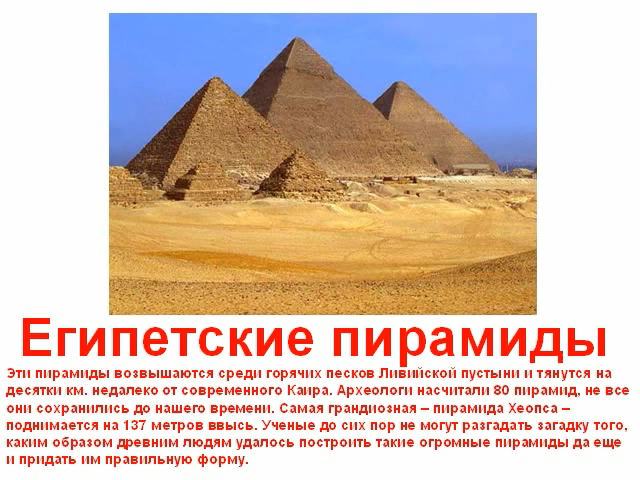 Египетские пирамиды
Эти пирамиды возвышаются среди горячих песков Ливийской пустыни и тянутся на
десятки км. недалеко от современного Каира. Археологи насчитали 80 пирамид, не все
они сохранились до нашего времени. Самая грандиозная – пирамида Хеопса –
поднимается на 137 метров ввысь. Ученые до сих пор не могут разгадать загадку того,
каким образом древним людям удалось построить такие огромные пирамиды да еще
и придать им правильную форму.